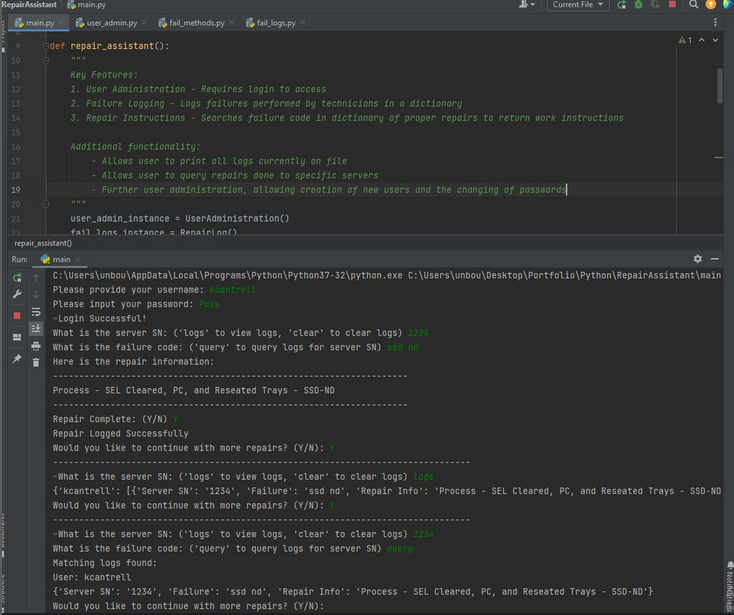 RepairAssistant main.py
Current File
main.py user_admin.py fail_methods.py fail_logs.py
9 def repair_assistant():
1
10 """
11 Key Features:
12 1. User Administration - Requires login to access
13 2. Failure Logging - Logs failures performed by technicians in a dictionary
14 3. Repair Instructions - Searches failure code in dictionary of proper repairs to return work instructions
15
16 Additional functionality:
17 - Allows user to print all logs currently on file
18 - Allows user to query repairs done to specific servers
19 - Further user administration, allowing creation of new users and the changing of passwords
20 """
21 user_admin_instance = UserAdministration()
fail_logs_instance = RepairLog()
repair_assistant()
Run: main
C:\Users\unbou\AppData\Local\Programs\Python\Python37-32\python.exe C:\Users\unbou\Desktop\Portfolio\Python\RepairAssistant\main
Please provide your username: kcantrell
Please input your password: Pass
-Login Successful!
What is the server SN: ('logs' to view logs, 'clear' to clear logs) 1234
What is the failure code: ('query' to query logs for server SN) ssd nd
Here is the repair information:
--------------------------------------------------------------------
Process - SEL Cleared, PC, and Reseated Trays - SSD-ND
--------------------------------------------------------------------
Repair Complete: (Y/N) Y
Repair Logged Successfully
Would you like to continue with more repairs? (Y/N): Y
--------------------------------------------------------------------------------
-What is the server SN: ('logs' to view logs, 'clear' to clear logs) logs
{'kcantrell': [{'Server SN': '1234', 'Failure': 'ssd nd', 'Repair Info': 'Process - SEL Cleared, PC, and Reseated Trays - SSD-ND
Would you like to continue with more repairs? (Y/N): Y
--------------------------------------------------------------------------------
-What is the server SN: ('logs' to view logs, 'clear' to clear logs) 1234
What is the failure code: ('query' to query logs for server SN) query
Matching logs found:
User: kcantrell
{'Server SN': '1234', 'Failure': 'ssd nd', 'Repair Info': 'Process - SEL Cleared, PC, and Reseated Trays - SSD-ND'}
Would you like to continue with more repairs? (Y/N):
Notifications